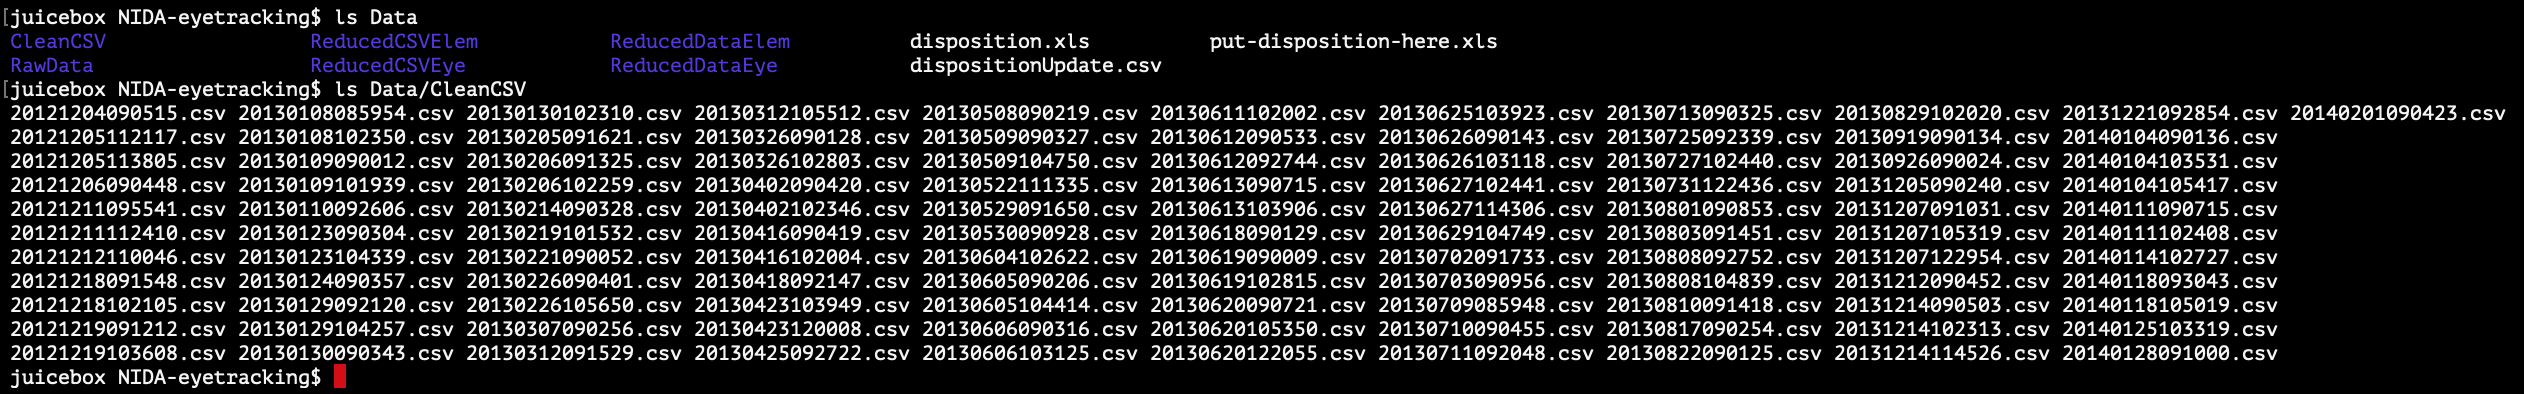 juicebox NIDA-eyetracking$ ls Data
CleanCSV ReducedCSVElem ReducedDataElem disposition.xls put-disposition-here.xls
RawData ReducedCSVEye ReducedDataEye dispositionUpdate.csv
juicebox NIDA-eyetracking$ ls Data/CleanCSV
20121204090515.csv 20130108085954.csv 20130130102310.csv 20130312105512.csv 20130508090219.csv 20130611102002.csv 20130625103923.csv 20130713090325.csv 20130829102020.csv 20131221092854.csv 20140201090423.csv
20121205112117.csv 20130108102350.csv 20130205091621.csv 20130326090128.csv 20130509090327.csv 20130612090533.csv 20130626090143.csv 20130725092339.csv 20130919090134.csv 20140104090136.csv
20121205113805.csv 20130109090012.csv 20130206091325.csv 20130326102803.csv 20130509104750.csv 20130612092744.csv 20130626103118.csv 20130727102440.csv 20130926090024.csv 20140104103531.csv
20121206090448.csv 20130109101939.csv 20130206102259.csv 20130402090420.csv 20130522111335.csv 20130613090715.csv 20130627102441.csv 20130731122436.csv 20131205090240.csv 20140104105417.csv
20121211095541.csv 20130110092606.csv 20130214090328.csv 20130402102346.csv 20130529091650.csv 20130613103906.csv 20130627114306.csv 20130801090853.csv 20131207091031.csv 20140111090715.csv
20121211112410.csv 20130123090304.csv 20130219101532.csv 20130416090419.csv 20130530090928.csv 20130618090129.csv 20130629104749.csv 20130803091451.csv 20131207105319.csv 20140111102408.csv
20121212110046.csv 20130123104339.csv 20130221090052.csv 20130416102004.csv 20130604102622.csv 20130619090009.csv 20130702091733.csv 20130808092752.csv 20131207122954.csv 20140114102727.csv
20121218091548.csv 20130124090357.csv 20130226090401.csv 20130418092147.csv 20130605090206.csv 20130619102815.csv 20130703090956.csv 20130808104839.csv 20131212090452.csv 20140118093043.csv
20121218102105.csv 20130129092120.csv 20130226105650.csv 20130423103949.csv 20130605104414.csv 20130620090721.csv 20130709085948.csv 20130810091418.csv 20131214090503.csv 20140118105019.csv
20121219091212.csv 20130129104257.csv 20130307090256.csv 20130423120008.csv 20130606090316.csv 20130620105350.csv 20130710090455.csv 20130817090254.csv 20131214102313.csv 20140125103319.csv
20121219103608.csv 20130130090343.csv 20130312091529.csv 20130425092722.csv 20130606103125.csv 20130620122055.csv 20130711092048.csv 20130822090125.csv 20131214114526.csv 20140128091000.csv
juicebox NIDA-eyetracking$